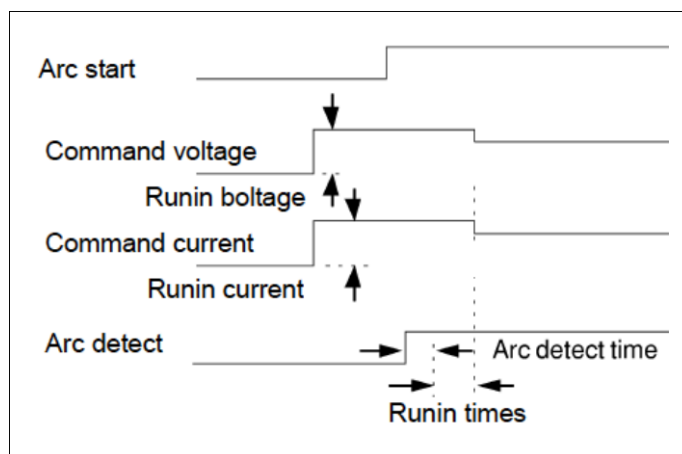 Arc start
Command voltage
Runin boltage
Command current
Runin current
Arc detect
Arc detect time
Runin times